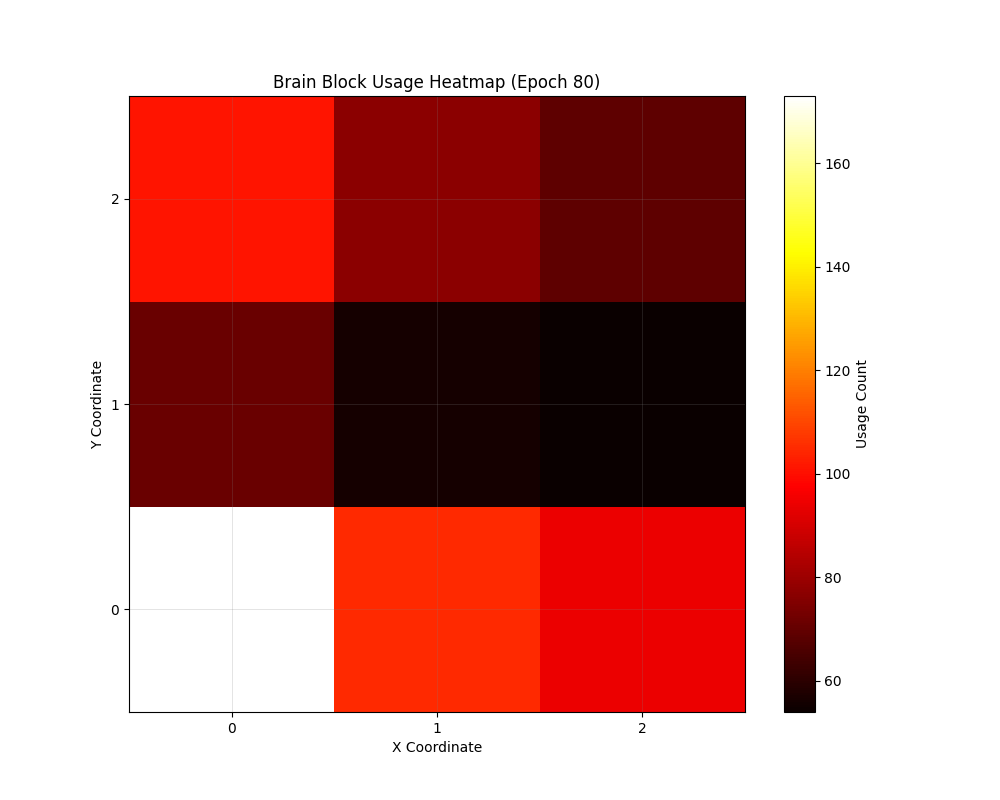 Brain Block Usage Heatmap (Epoch 80)
2
1
0
Y Coordinate
0 1 2
X Coordinate
160
140
120
100
80
60
Usage Count